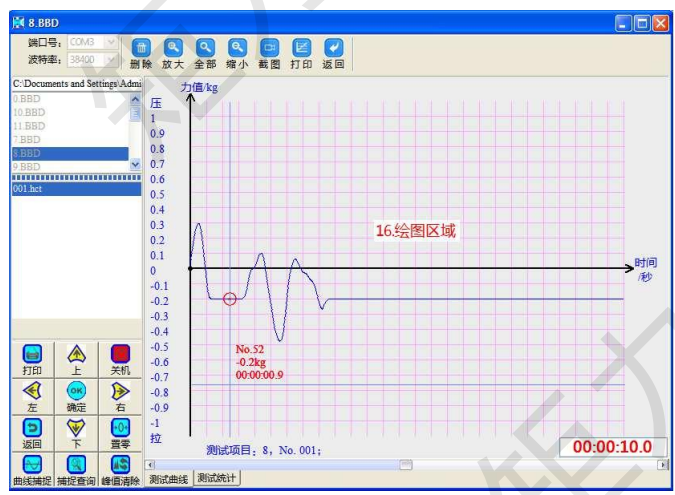 8.BBD
端口号: COM3
波特率: 38400
删除 放大 全部 缩小 截图 打印 返回
C:\Documents and Settings\Admi
0.BBD
10.BBD
11.BBD
7.BBD
8.BBD
9.BBD
001.hct
力值/kg
压
1
0.9
0.8
0.7
0.6
0.5
0.4
0.3
0.2
0.1
0
-0.1
-0.2
-0.3
-0.4
-0.5
-0.6
-0.7
-0.8
-0.9
-1
拉
16.绘图区域
时间
/秒
No.52
-0.2kg
00:00:00.9
测试项目: 8, No. 001;
00:00:10.0
打印 上 关机
OK
左 确定 右
·0·
返回 下 置零
曲线捕捉 捕捉查询 峰值清除
测试曲线 测试统计
矩
矩力